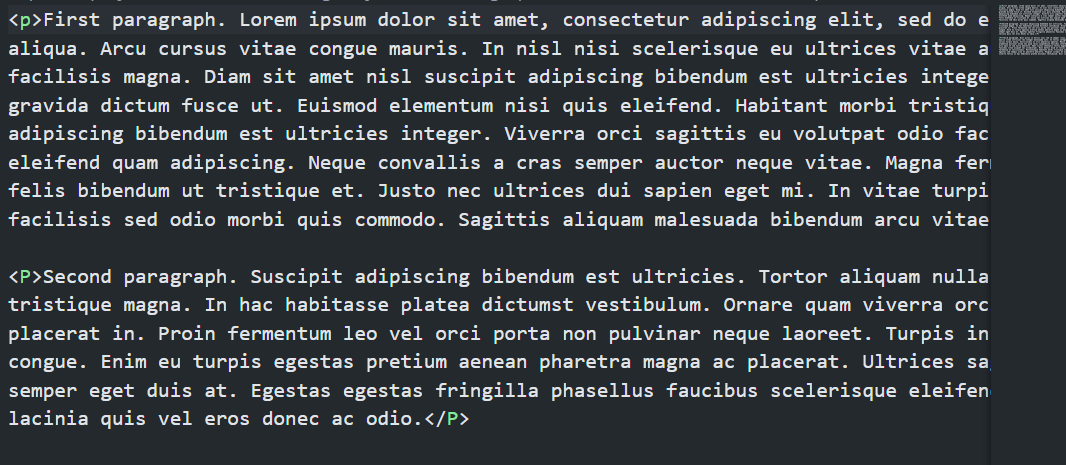 <p>First paragraph. Lorem ipsum dolor sit amet, consectetur adipiscing elit, sed do e
aliqua. Arcu cursus vitae congue mauris. In nisl nisi scelerisque eu ultrices vitae a
facilisis magna. Diam sit amet nisl suscipit adipiscing bibendum est ultricies intege
gravida dictum fusce ut. Euismod elementum nisi quis eleifend. Habitant morbi tristiq
adipiscing bibendum est ultricies integer. Viverra orci sagittis eu volutpat odio fac
eleifend quam adipiscing. Neque convallis a cras semper auctor neque vitae. Magna fer
felis bibendum ut tristique et. Justo nec ultrices dui sapien eget mi. In vitae turpi
facilisis sed odio morbi quis commodo. Sagittis aliquam malesuada bibendum arcu vitae
<P>Second paragraph. Suscipit adipiscing bibendum est ultricies. Tortor aliquam nulla
tristique magna. In hac habitasse platea dictumst vestibulum. Ornare quam viverra orc
placerat in. Proin fermentum leo vel orci porta non pulvinar neque laoreet. Turpis in
congue. Enim eu turpis egestas pretium aenean pharetra magna ac placerat. Ultrices sa
semper eget duis at. Egestas egestas fringilla phasellus faucibus scelerisque eleifen
lacinia quis vel eros donec ac odio.</P>